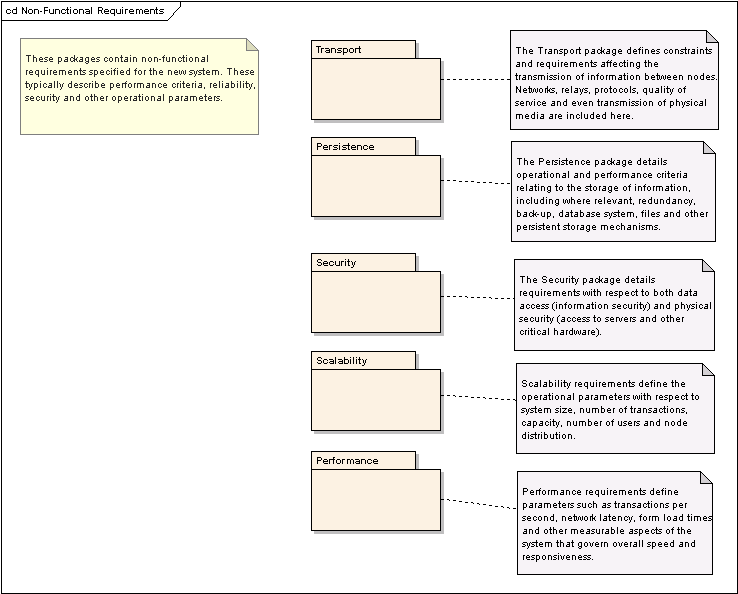 cd Non-Functional Requirements
These packages contain non-functional
requirements specified for the new system. These
typically describe performance criteria, reliability,
security and other operational parameters.
Transport
The Transport package defines constraints
and requirements affecting the
transmission of information between nodes.
Networks, relays, protocols, quality of
service and even transmission of physical
media are included here.
Persistence
The Persistence package details
operational and performance criteria
relating to the storage of information,
including where relevant, redundancy,
back-up, database system, files and other
persistent storage mechanisms.
Security
The Security package details
requirements with respect to both data
access (information security) and physical
security (access to servers and other
critical hardware).
Scalability
Scalability requirements define the
operational parameters with respect to
system size, number of transactions,
capacity, number of users and node
distribution.
Performance
Performance requirements define
parameters such as transactions per
second, network latency, form load times
and other measurable aspects of the
system that govern overall speed and
responsiveness.